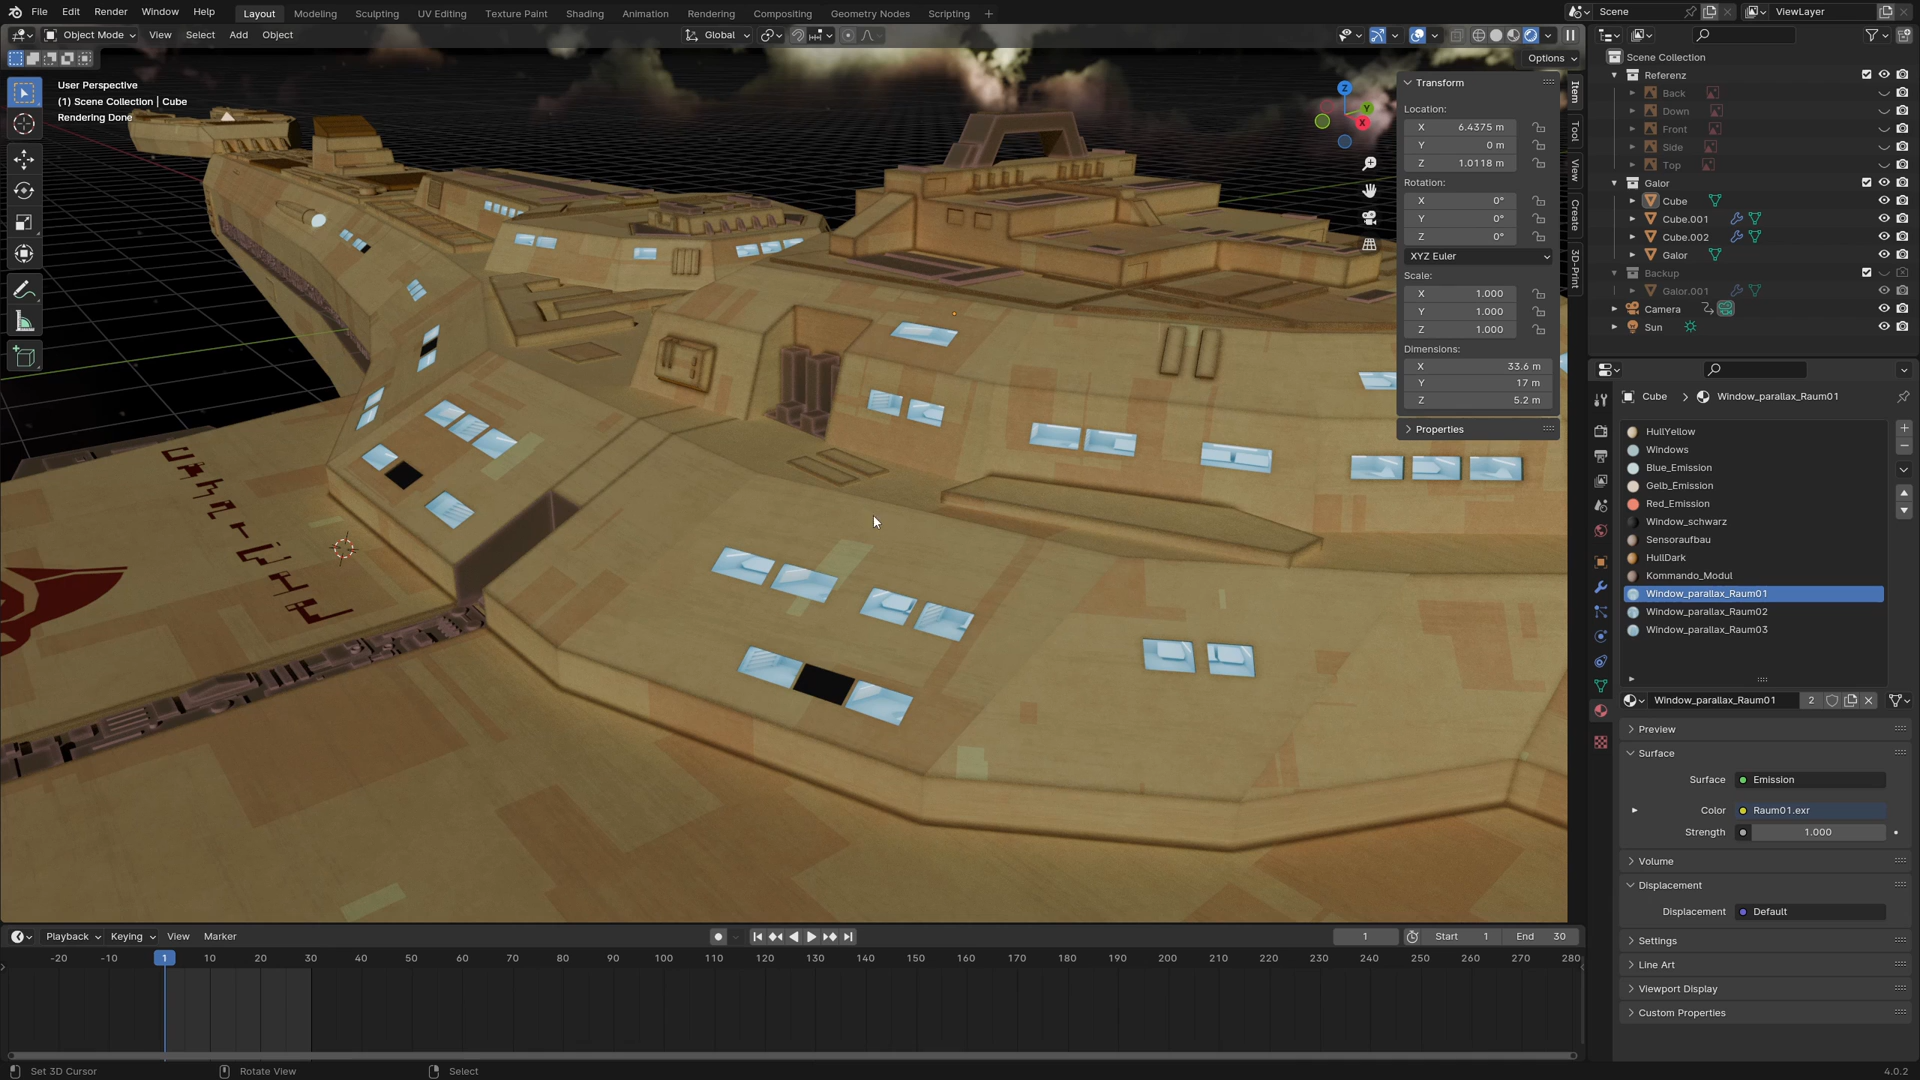 File Edit Render Window Help Layout Modeling Sculpting UV Editing Texture Paint Shading Animation Rendering Compositing Geometry Nodes Scripting + Scene ViewLayer
Object Mode View Select Add Object Global
Options
User Perspective
(1) Scene Collection | Cube
Rendering Done
Z
Y
X
Transform
Location:
X 6.4375 m
Y 0 m
Z 1.0118 m
Rotation:
X 0°
Y 0°
Z 0°
XYZ Euler
Scale:
X 1.000
Y 1.000
Z 1.000
Dimensions:
X 33.6 m
Y 17 m
Z 5.2 m
Properties
Item
Tool
View
Create
3D-Print
Scene Collection
Referenz
Back
Down
Front
Side
Top
Galor
Cube
Cube.001
Cube.002
Galor
Backup
Galor.001
Camera
Sun
Cube Window_parallax_Raum01
HullYellow
Windows
Blue_Emission
Gelb_Emission
Red_Emission
Window_schwarz
Sensoraufbau
HullDark
Kommando_Modul
Window_parallax_Raum01
Window_parallax_Raum02
Window_parallax_Raum03
Window_parallax_Raum01 2
Preview
Surface
Surface Emission
Color Raum01.exr
Strength 1.000
Volume
Displacement
Displacement Default
Settings
Line Art
Viewport Display
Custom Properties
Playback Keying View Marker 1 Start 1 End 30
-20 -10 1 10 20 30 40 50 60 70 80 90 100 110 120 130 140 150 160 170 180 190 200 210 220 230 240 250 260 270 280
Set 3D Cursor Rotate View Select 4.0.2